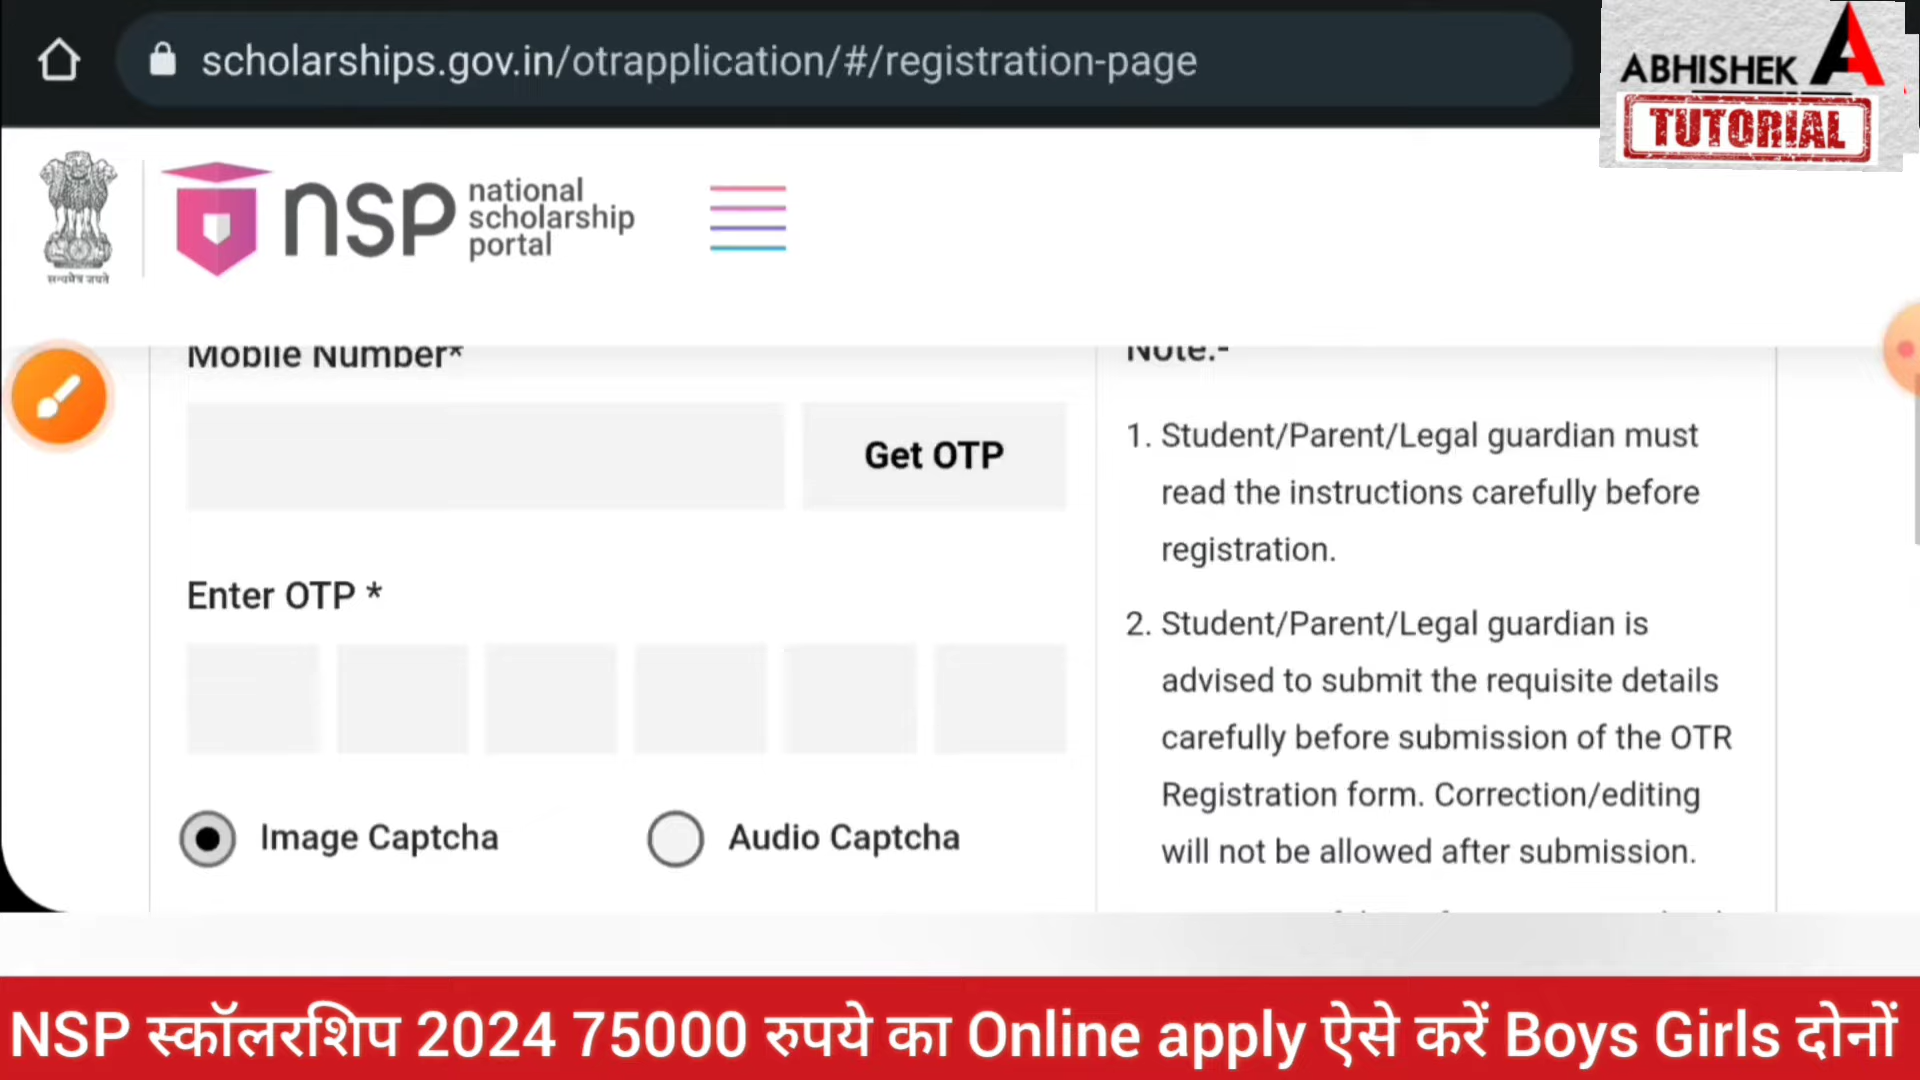 scholarships.gov.in/otrapplication/#/registration-page
ABHISHEK
TUTORIAL
सत्यमेव जयते
nsp
national
scholarship
portal
Mobile Number*
Get OTP
Enter OTP *
Image Captcha
Audio Captcha
Note:-
1. Student/Parent/Legal guardian must
read the instructions carefully before
registration.
2. Student/Parent/Legal guardian is
advised to submit the requisite details
carefully before submission of the OTR
Registration form. Correction/editing
will not be allowed after submission.
NSP स्कॉलरशिप 2024 75000 रुपये का Online apply ऐसे करें Boys Girls दोनों